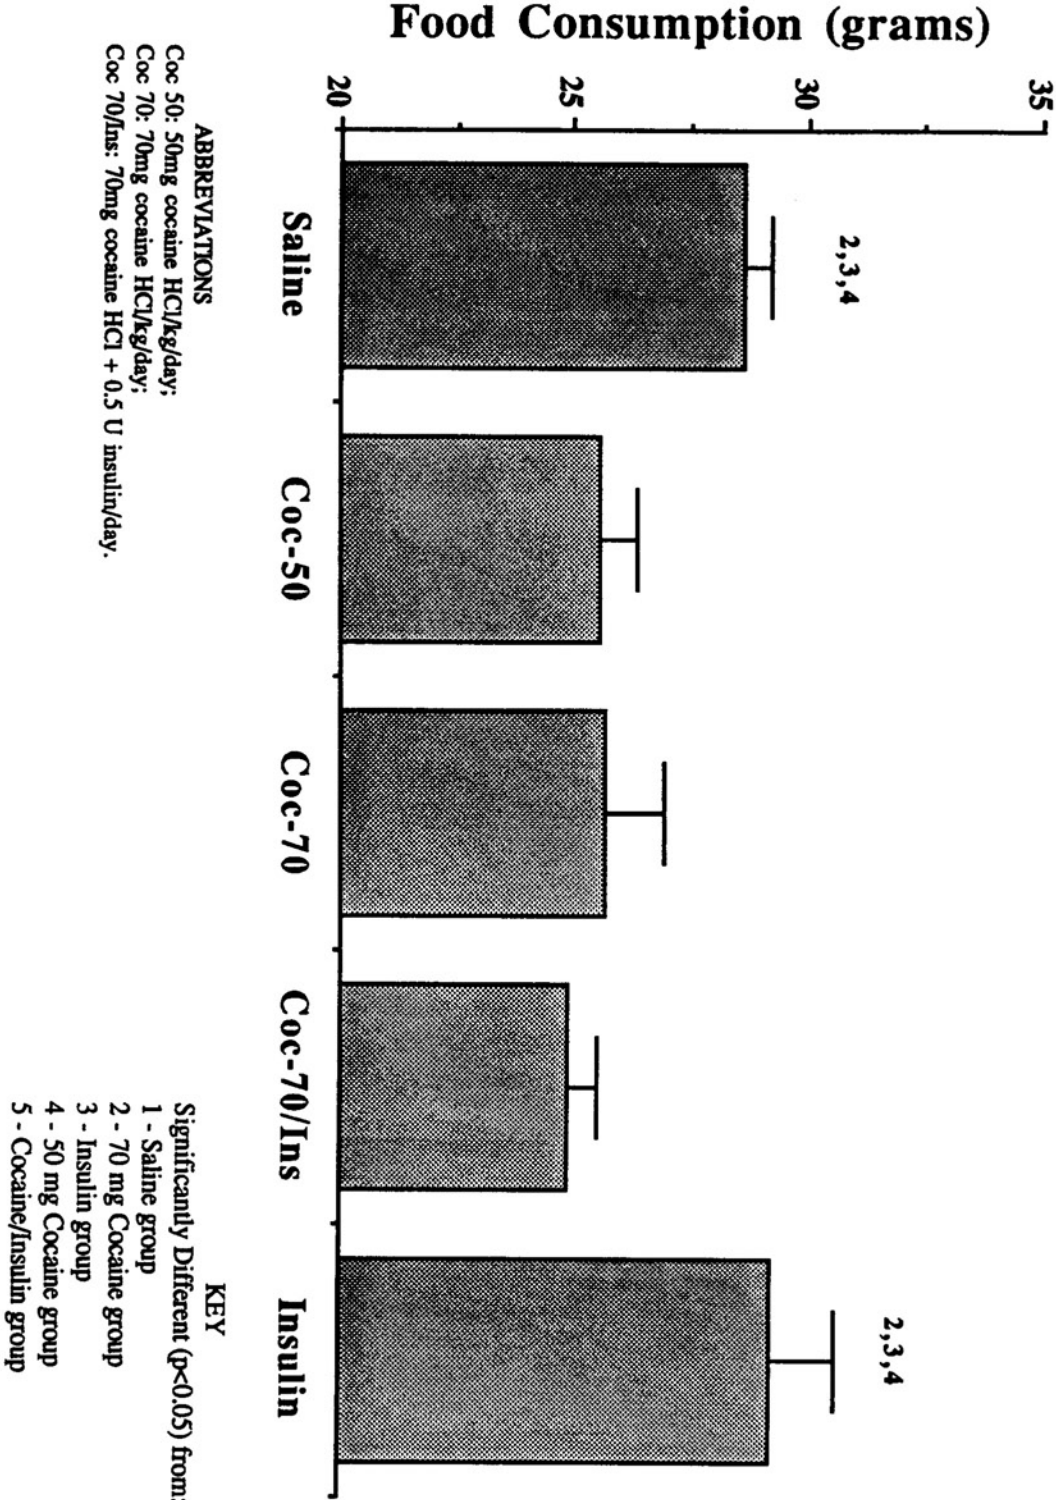 Food Consumption (grams)
35
30
25
20
2,3,4
2,3,4
Saline
Coc-50
Coc-70
Coc-70/Ins
Insulin
ABBREVIATIONS
Coc 50: 50mg cocaine HCl/kg/day;
Coc 70: 70mg cocaine HCl/kg/day;
Coc 70/Ins: 70mg cocaine HCl + 0.5 U insulin/day.
KEY
Significantly Different (p<0.05) from:
1 - Saline group
2 - 70 mg Cocaine group
3 - Insulin group
4 - 50 mg Cocaine group
5 - Cocaine/Insulin group